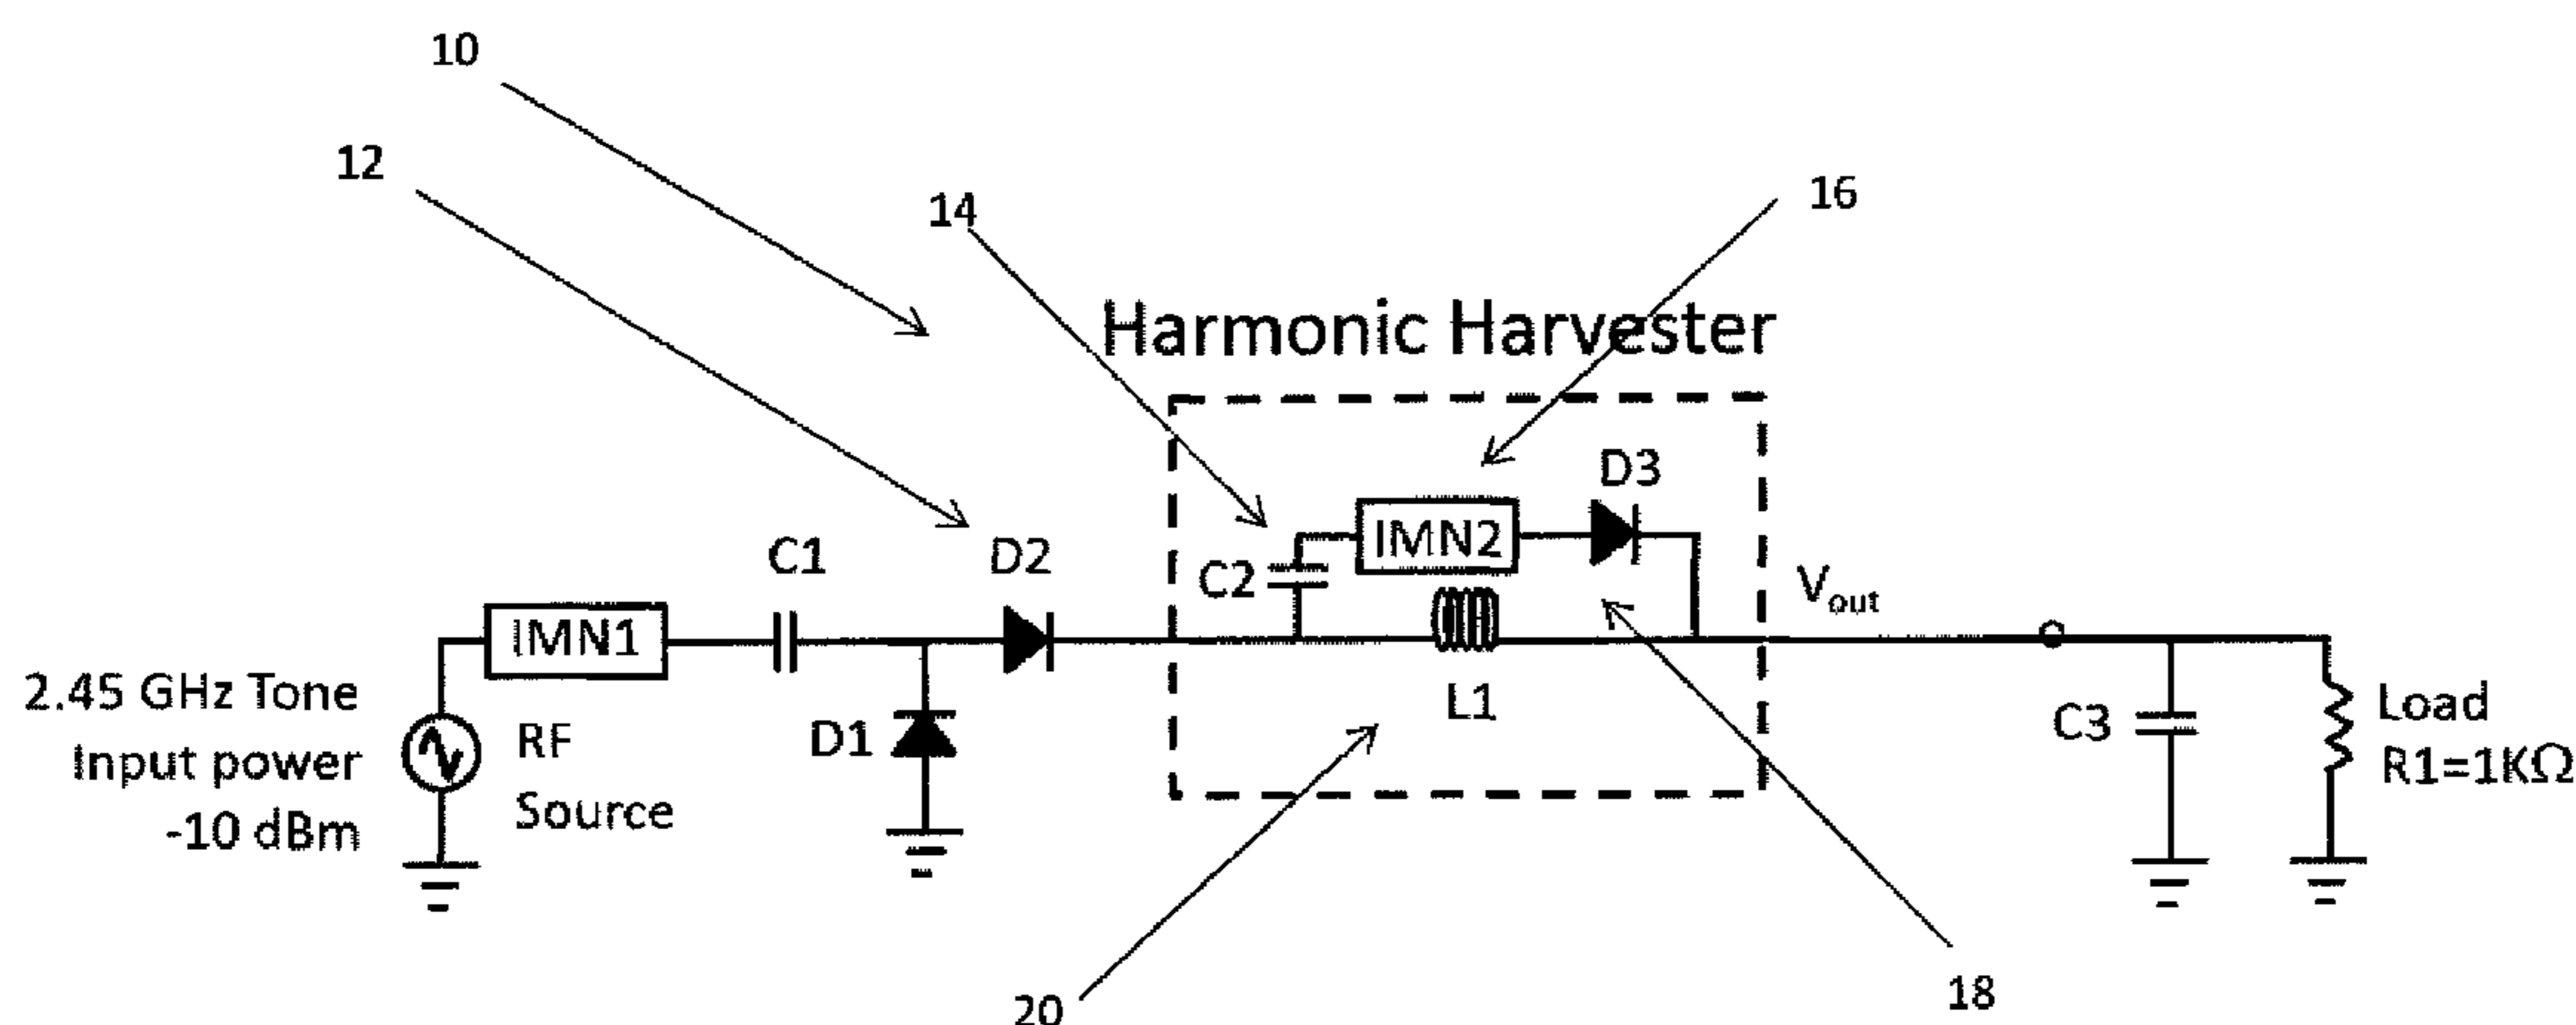 10
12
14
16
Harmonic Harvester
D3
IMN2
C2
C1
D2
Vout
IMN1
L1
2.45 GHz Tone
Input power
-10 dBm
RF
Source
D1
C3
Load
R1=1KΩ
18
20